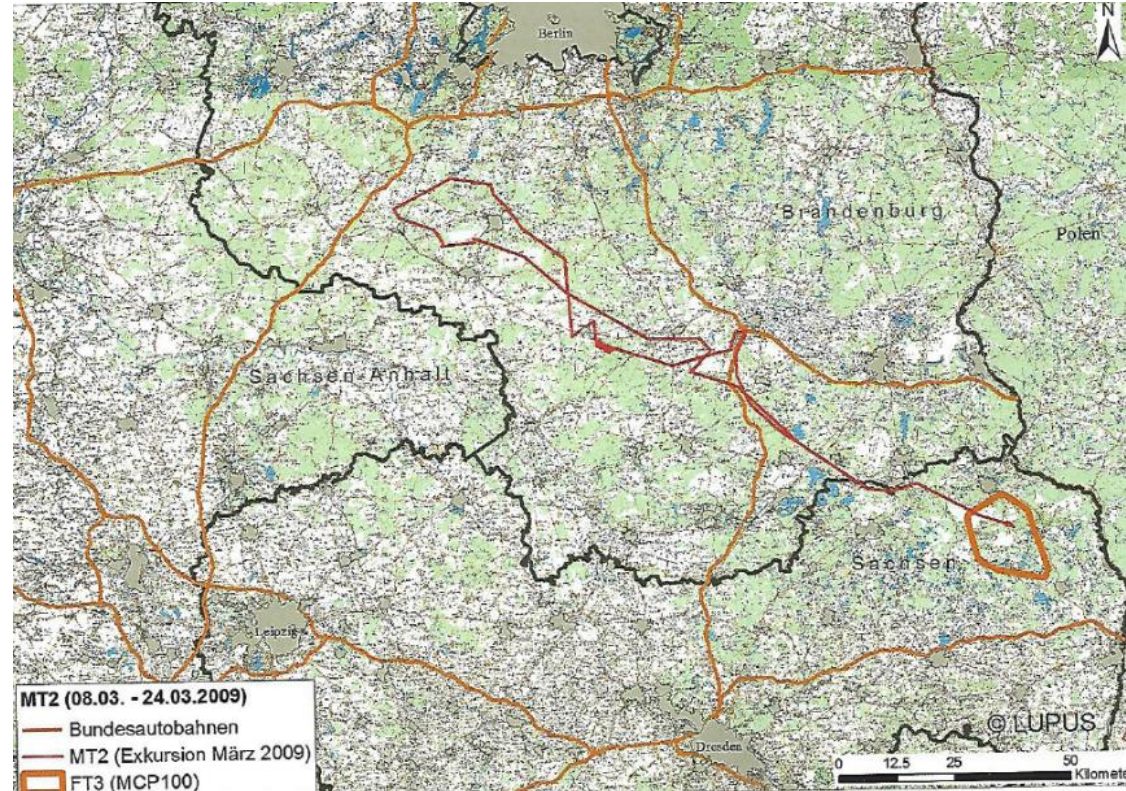 N
Berlin
Brandenburg
Polen
Sachsen-Anhalt
Sachsen
Leipzig
Dresden
© LUPUS
MT2 (08.03. - 24.03.2009)
Bundesautobahnen
MT2 (Exkursion März 2009)
FT3 (MCP100)
0 12.5 25 50
Kilomete